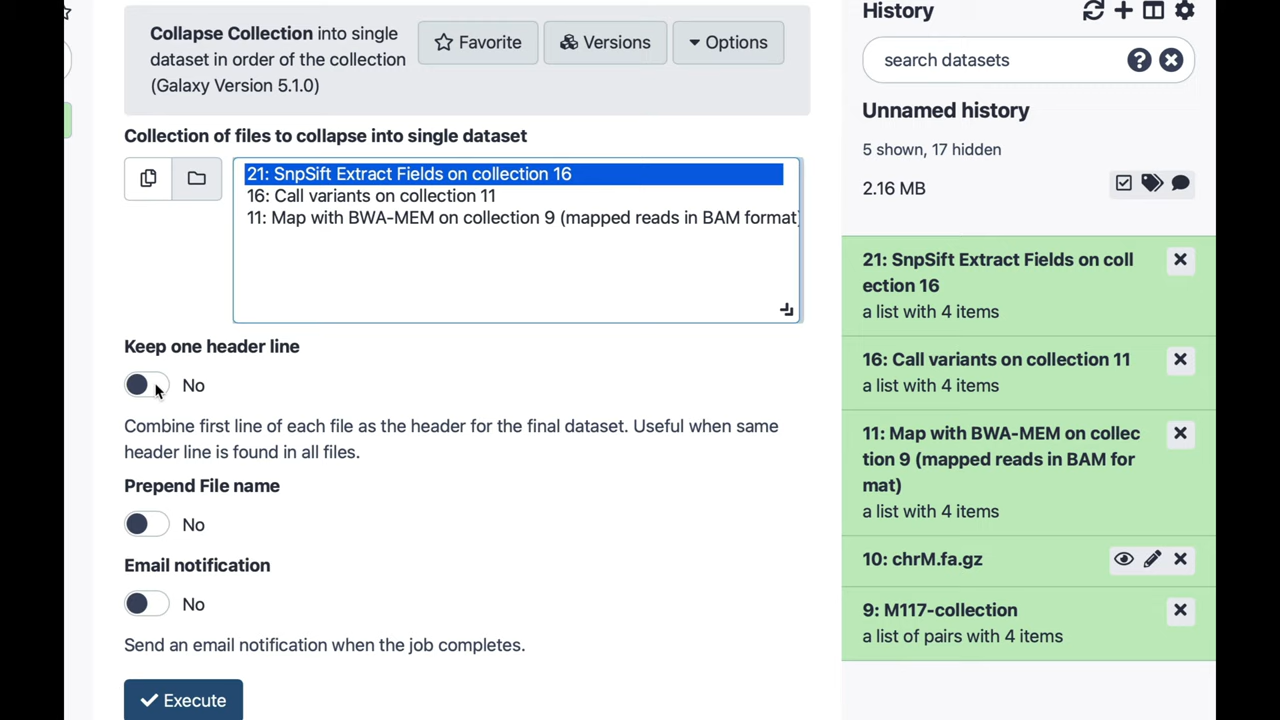 Collapse Collection into single
dataset in order of the collection
(Galaxy Version 5.1.0)
Favorite
Versions
Options
Collection of files to collapse into single dataset
21: SnpSift Extract Fields on collection 16
16: Call variants on collection 11
11: Map with BWA-MEM on collection 9 (mapped reads in BAM format)
Keep one header line
No
Combine first line of each file as the header for the final dataset. Useful when same
header line is found in all files.
Prepend File name
No
Email notification
No
Send an email notification when the job completes.
Execute
History
search datasets
Unnamed history
5 shown, 17 hidden
2.16 MB
21: SnpSift Extract Fields on coll
ection 16
a list with 4 items
16: Call variants on collection 11
a list with 4 items
11: Map with BWA-MEM on collec
tion 9 (mapped reads in BAM for
mat)
a list with 4 items
10: chrM.fa.gz
9: M117-collection
a list of pairs with 4 items